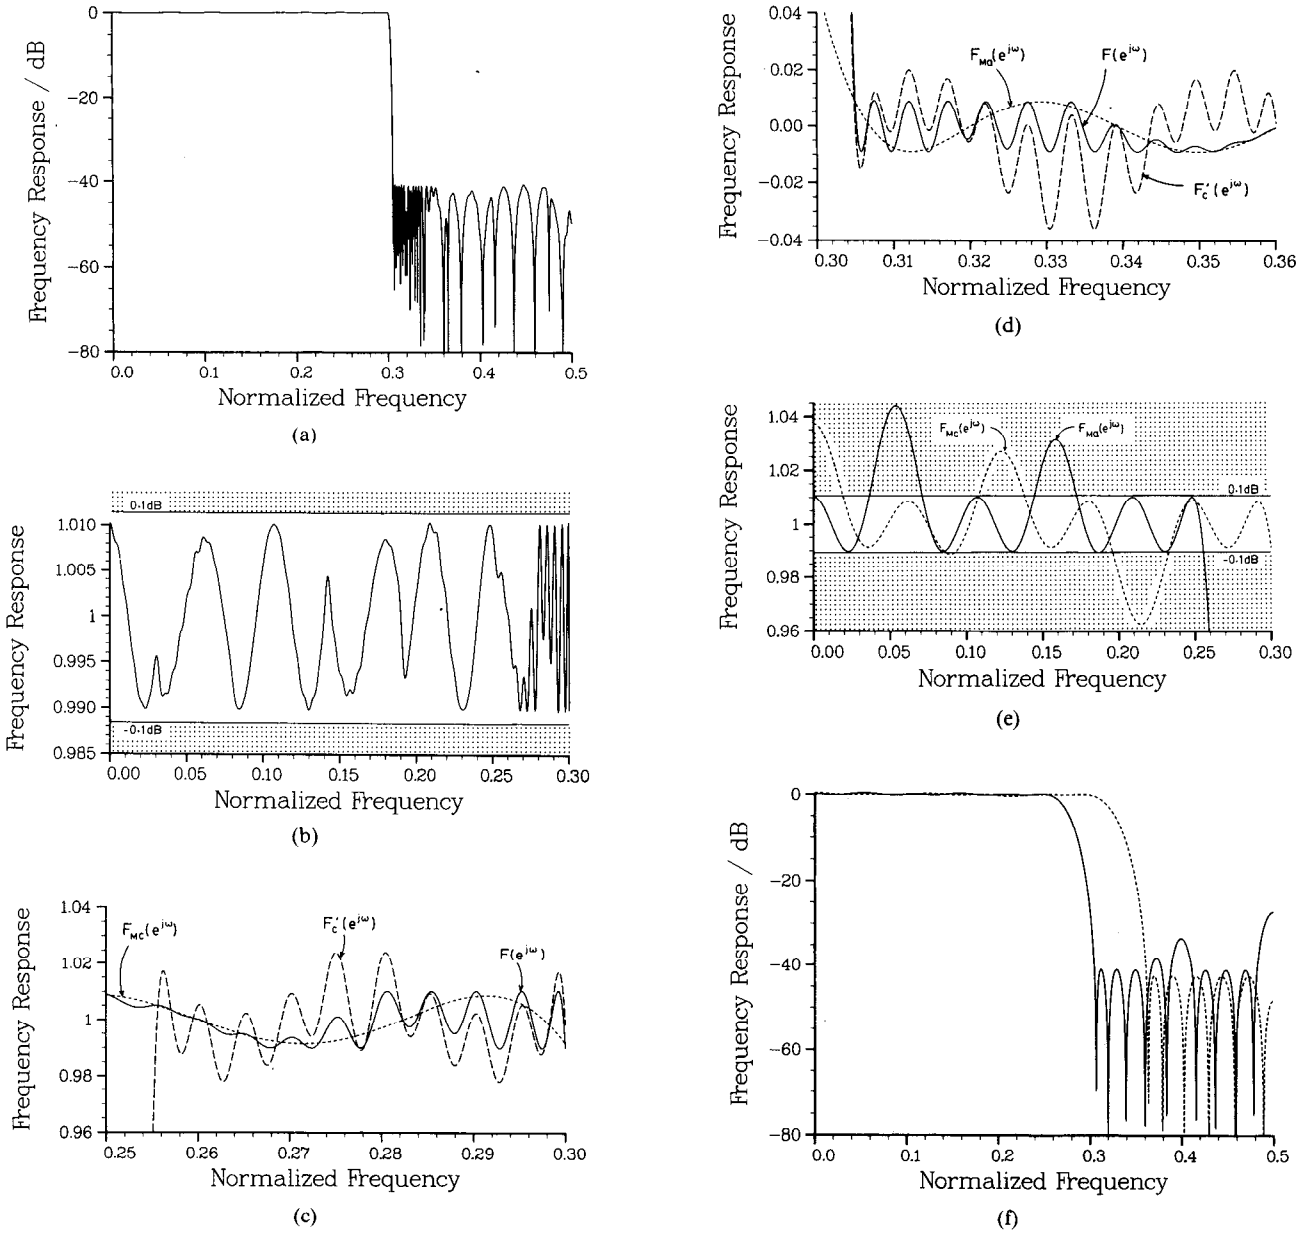 Frequency Response / dB
0
−20
−40
−60
−80
0.0 0.1 0.2 0.3 0.4 0.5
Normalized Frequency
(a)
Frequency Response
0.1dB
1.010
1.005
1
0.995
0.990
0.985
-0.1dB
0.00 0.05 0.10 0.15 0.20 0.25 0.30
Normalized Frequency
(b)
Frequency Response
1.04
1.02
1
0.98
0.96
F_Mc(e^jω)
F_c'(e^jω)
F(e^jω)
0.25 0.26 0.27 0.28 0.29 0.30
Normalized Frequency
(c)
Frequency Response
0.04
0.02
0.00
−0.02
−0.04
F_Ma(e^jω)
F(e^jω)
F_c'(e^jω)
0.30 0.31 0.32 0.33 0.34 0.35 0.36
Normalized Frequency
(d)
Frequency Response
1.04
1.02
1
0.98
0.96
F_Mc(e^jω)
F_Ma(e^jω)
0.1dB
-0.1dB
0.00 0.05 0.10 0.15 0.20 0.25 0.30
Normalized Frequency
(e)
Frequency Response / dB
0
−20
−40
−60
−80
0.0 0.1 0.2 0.3 0.4 0.5
Normalized Frequency
(f)